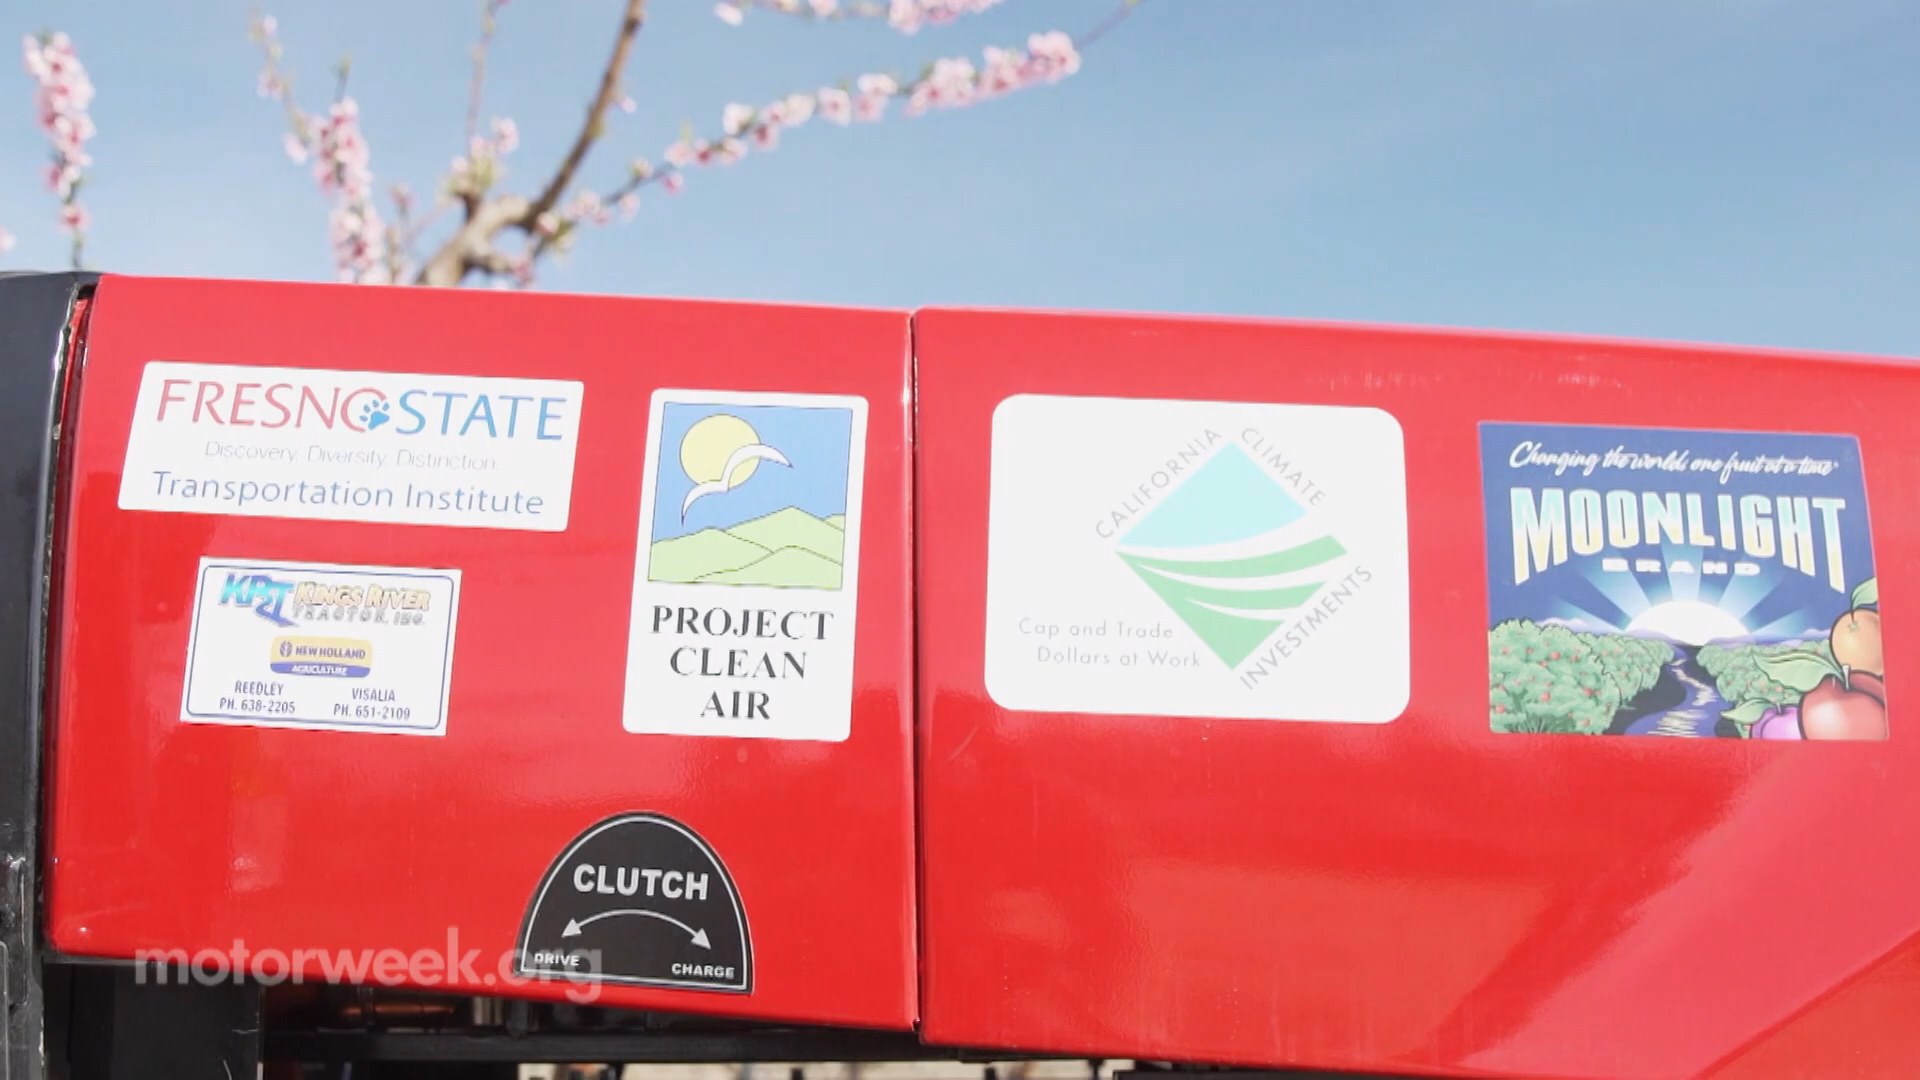 FRESNO STATE
Discovery. Diversity. Distinction.
Transportation Institute
KRT KINGS RIVER
TRACTOR, INC.
NEW HOLLAND
AGRICULTURE
REEDLEY
PH. 638-2205
VISALIA
PH. 651-2109
PROJECT
CLEAN
AIR
CALIFORNIA
CLIMATE
INVESTMENTS
Cap and Trade
Dollars at Work
Changing the world, one fruit at a time®
MOONLIGHT
BRAND
CLUTCH
DRIVE
CHARGE
motorweek.org